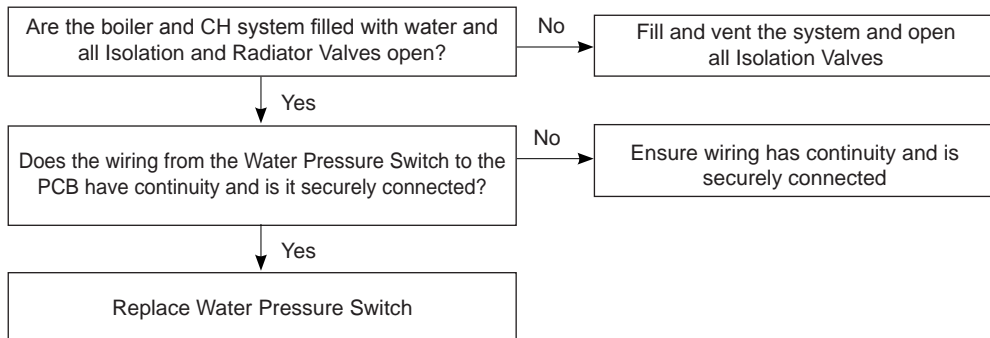 Are the boiler and CH system filled with water and
all Isolation and Radiator Valves open?
No
Fill and vent the system and open
all Isolation Valves
Yes
Does the wiring from the Water Pressure Switch to the
PCB have continuity and is it securely connected?
No
Ensure wiring has continuity and is
securely connected
Yes
Replace Water Pressure Switch